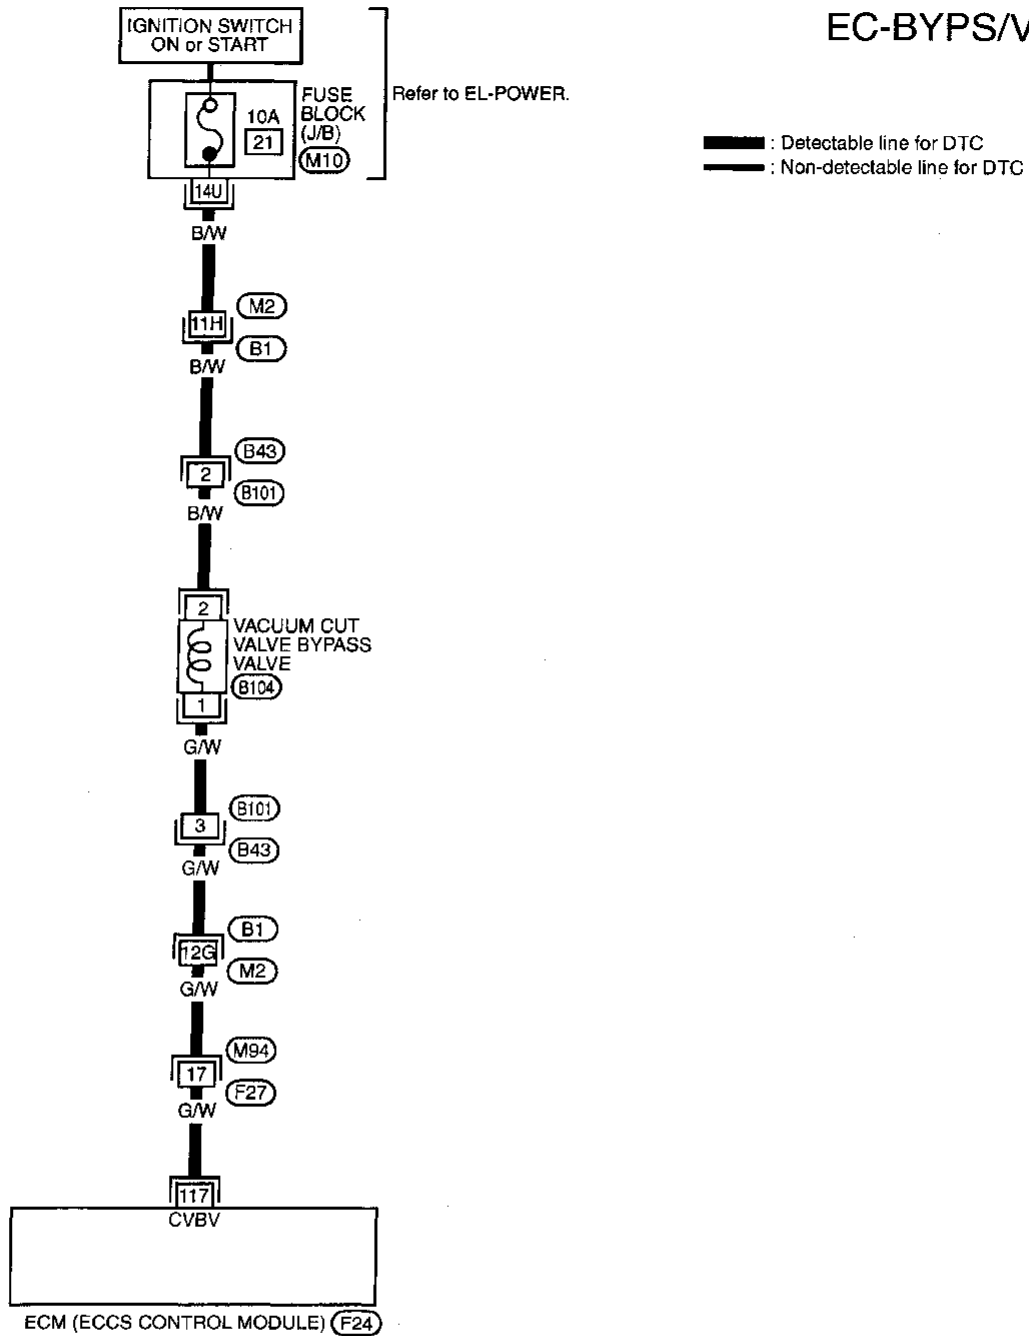 EC-BYPS/V
IGNITION SWITCH
ON or START
FUSE
BLOCK
(J/B)
M10
10A
21
Refer to EL-POWER.
: Detectable line for DTC
: Non-detectable line for DTC
14U
B/W
11H
M2
B1
B/W
B43
2
B101
B/W
2
VACUUM CUT
VALVE BYPASS
VALVE
B104
1
G/W
B101
3
B43
G/W
B1
12G
M2
G/W
M94
17
F27
G/W
117
CVBV
ECM (ECCS CONTROL MODULE) F24